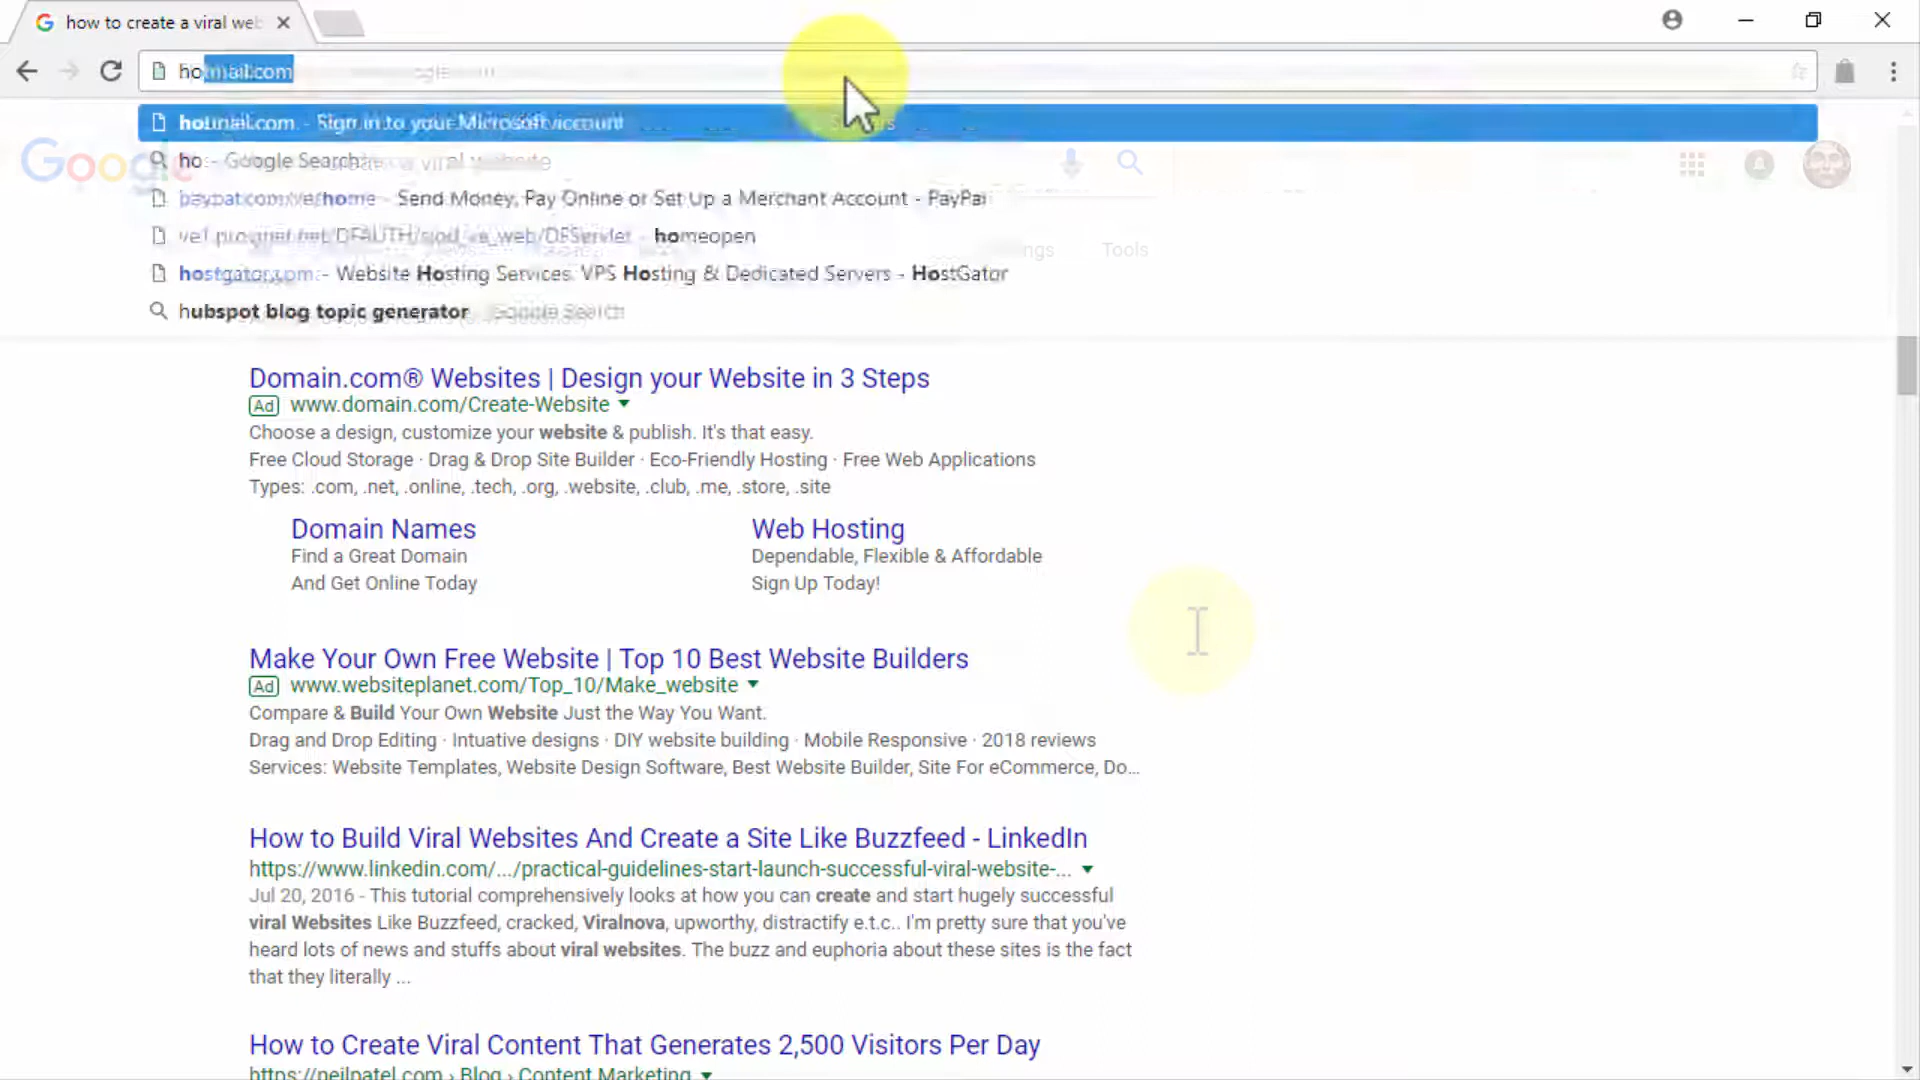 how to create a viral web
hotmail.com
hotmail.com - Sign in to your Microsoft account
ho - Google Search
Google
a viral website
paypal.com/ve/home - Send Money, Pay Online or Set Up a Merchant Account - PayPal
homeopen
Tools
hostgator.com - Website Hosting Services, VPS Hosting & Dedicated Servers - HostGator
hubspot blog topic generator Google Search
Domain.com® Websites | Design your Website in 3 Steps
Ad www.domain.com/Create-Website
Choose a design, customize your website & publish. It's that easy.
Free Cloud Storage · Drag & Drop Site Builder · Eco-Friendly Hosting · Free Web Applications
Types: .com, .net, .online, .tech, .org, .website, .club, .me, .store, .site
Domain Names
Web Hosting
Find a Great Domain
Dependable, Flexible & Affordable
And Get Online Today
Sign Up Today!
Make Your Own Free Website | Top 10 Best Website Builders
Ad www.websiteplanet.com/Top_10/Make_website
Compare & Build Your Own Website Just the Way You Want.
Drag and Drop Editing · Intuative designs · DIY website building · Mobile Responsive · 2018 reviews
Services: Website Templates, Website Design Software, Best Website Builder, Site For eCommerce, Do...
How to Build Viral Websites And Create a Site Like Buzzfeed - LinkedIn
https://www.linkedin.com/.../practical-guidelines-start-launch-successful-viral-website-...
Jul 20, 2016 - This tutorial comprehensively looks at how you can create and start hugely successful
viral Websites Like Buzzfeed, cracked, Viralnova, upworthy, distractify e.t.c.. I'm pretty sure that you've
heard lots of news and stuffs about viral websites. The buzz and euphoria about these sites is the fact
that they literally ...
How to Create Viral Content That Generates 2,500 Visitors Per Day
https://neilpatel.com › Blog › Content Marketing